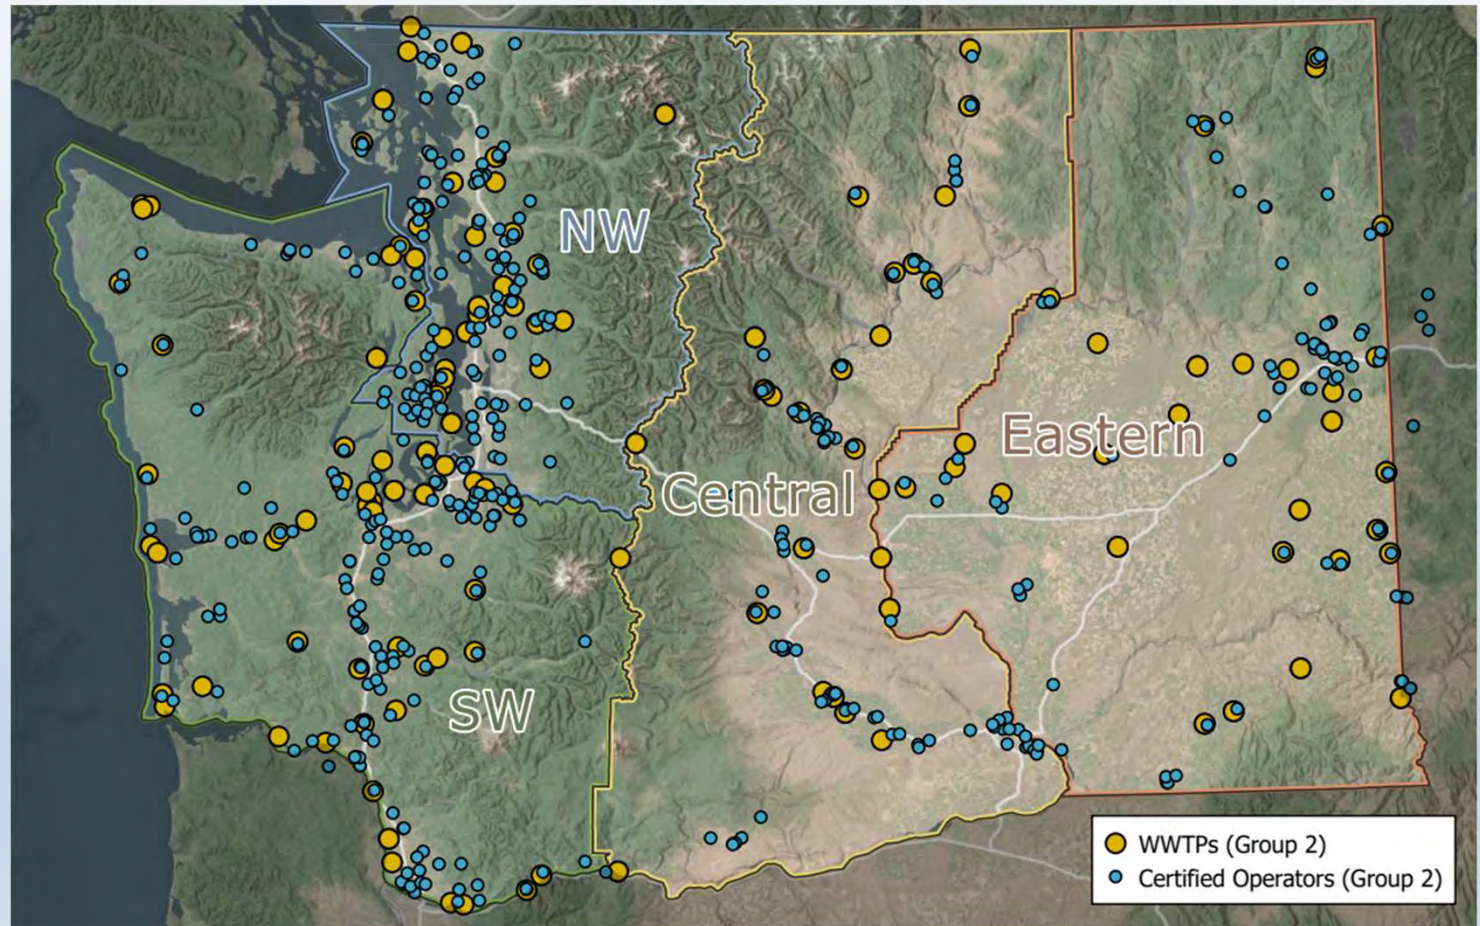 NW
Eastern
Central
SW
WWTPs (Group 2)
Certified Operators (Group 2)